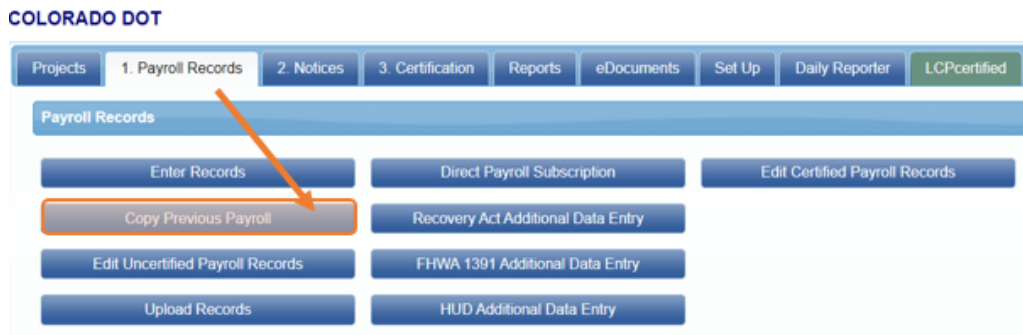 COLORADO DOT
Projects 1. Payroll Records 2. Notices 3. Certification Reports eDocuments Set Up Daily Reporter LCPcertified
Payroll Records
Enter Records Direct Payroll Subscription Edit Certified Payroll Records
Copy Previous Payroll Recovery Act Additional Data Entry
Edit Uncertified Payroll Records FHWA 1391 Additional Data Entry
Upload Records HUD Additional Data Entry